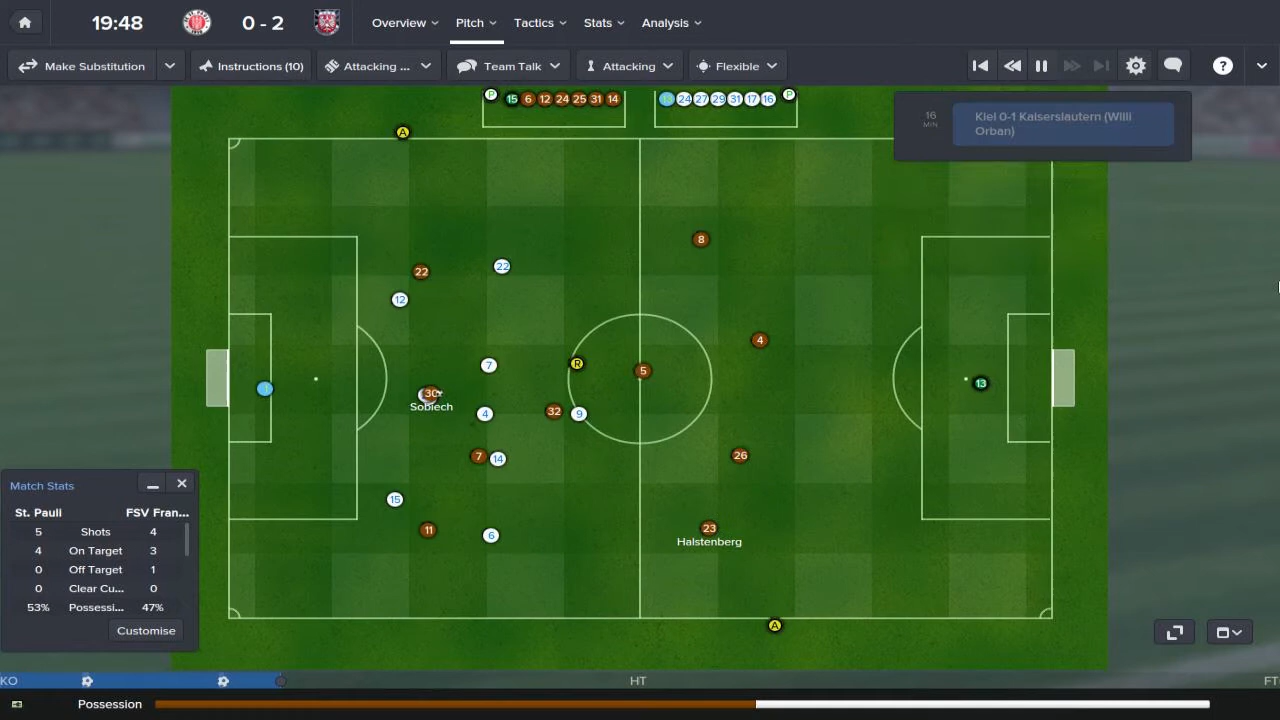 19:48
0 - 2
Overview
Pitch
Tactics
Stats
Analysis
Make Substitution
Instructions (10)
Attacking ...
Team Talk
Attacking
Flexible
?
P 15 6 12 24 25 31 14
24 27 29 31 17 16 P
16
MIN
Kiel 0-1 Kaiserslautern (Willi
Orban)
A
8
22
22
12
4
7
R
5
13
30
Sobiech
4
32
9
7
14
26
15
11
6
23
Halstenberg
A
Match Stats
St. Pauli
FSV Fran...
5 Shots 4
4 On Target 3
0 Off Target 1
0 Clear Cu... 0
53% Possessi... 47%
Customise
KO
HT
FT
Possession